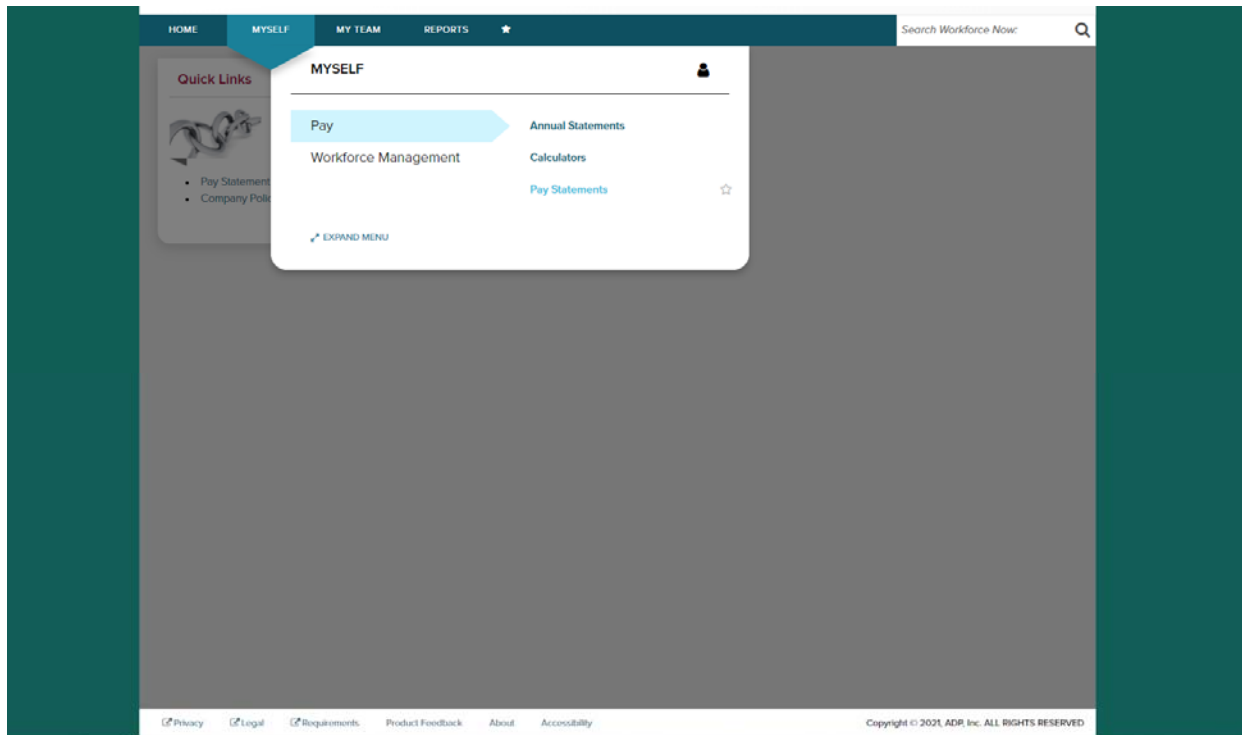 HOME MYSELF MY TEAM REPORTS Search Workforce Now:
Quick Links
Pay Statement
Company Polic
MYSELF
Pay
Workforce Management
Annual Statements
Calculators
Pay Statements
EXPAND MENU
Privacy Legal Requirements Product Feedback About Accessibility Copyright © 2021, ADP, Inc. ALL RIGHTS RESERVED